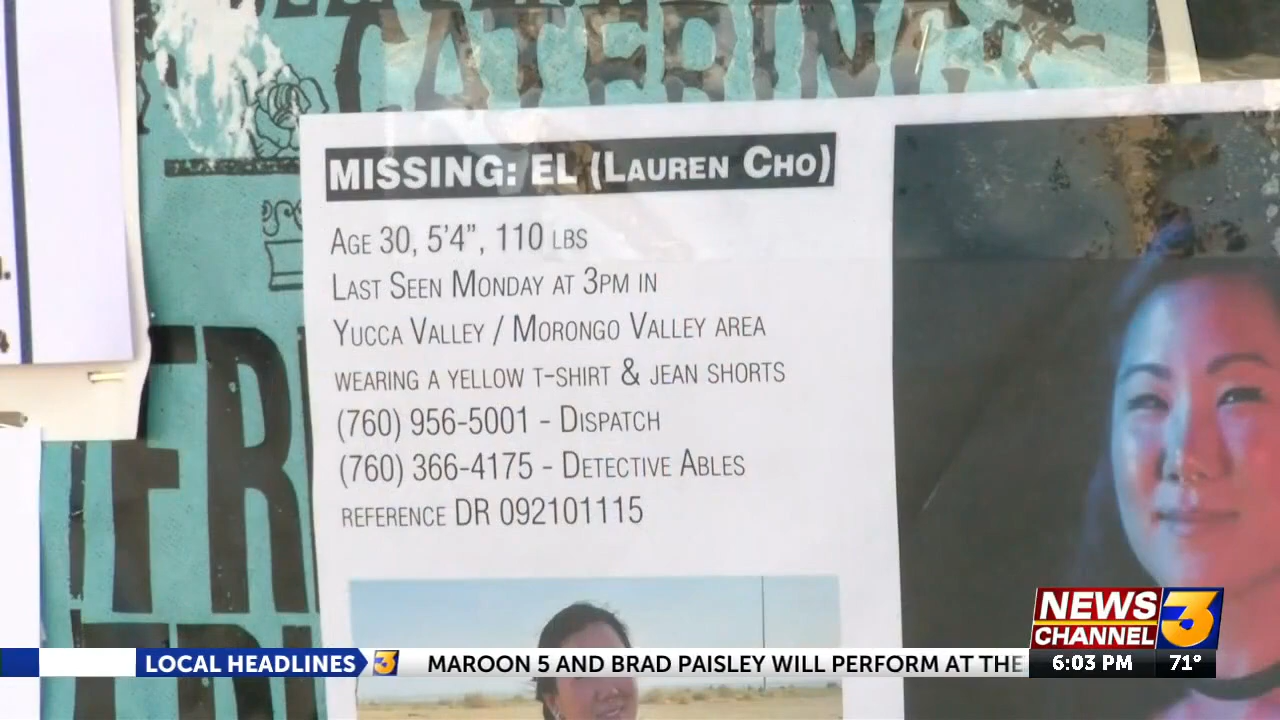 CATERING
MISSING: EL (LAUREN CHO)
AGE 30, 5'4", 110 LBS
LAST SEEN MONDAY AT 3PM IN
YUCCA VALLEY / MORONGO VALLEY AREA
WEARING A YELLOW T-SHIRT & JEAN SHORTS
(760) 956-5001 - DISPATCH
(760) 366-4175 - DETECTIVE ABLES
REFERENCE DR 092101115
NEWS
CHANNEL 3
6:03 PM 71°
LOCAL HEADLINES 3 MAROON 5 AND BRAD PAISLEY WILL PERFORM AT THE